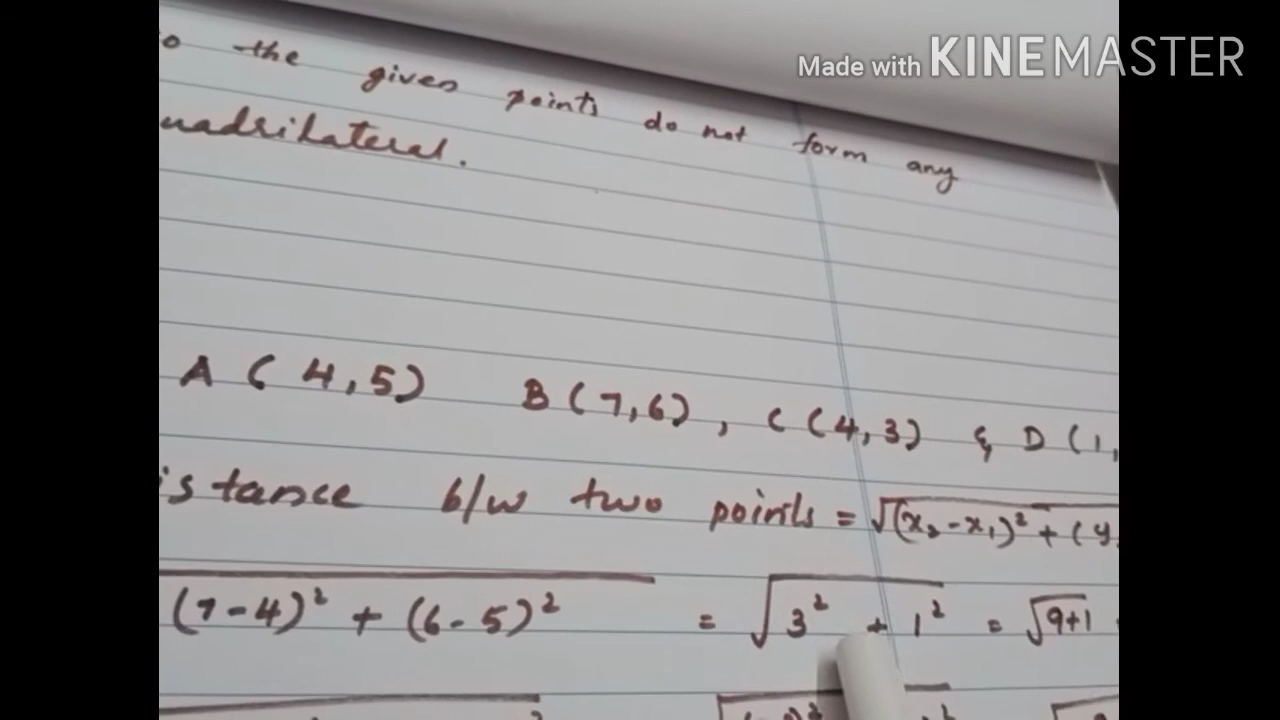 Made with KINEMASTER
o the given points do not form any
uadrilateral.
A ( 4,5) B (7,6), C (4,3) & D (1,
istance b/w two points = √(x₂-x₁)² + (y
(7-4)² + (6-5)² = √3² + 1² = √9+1